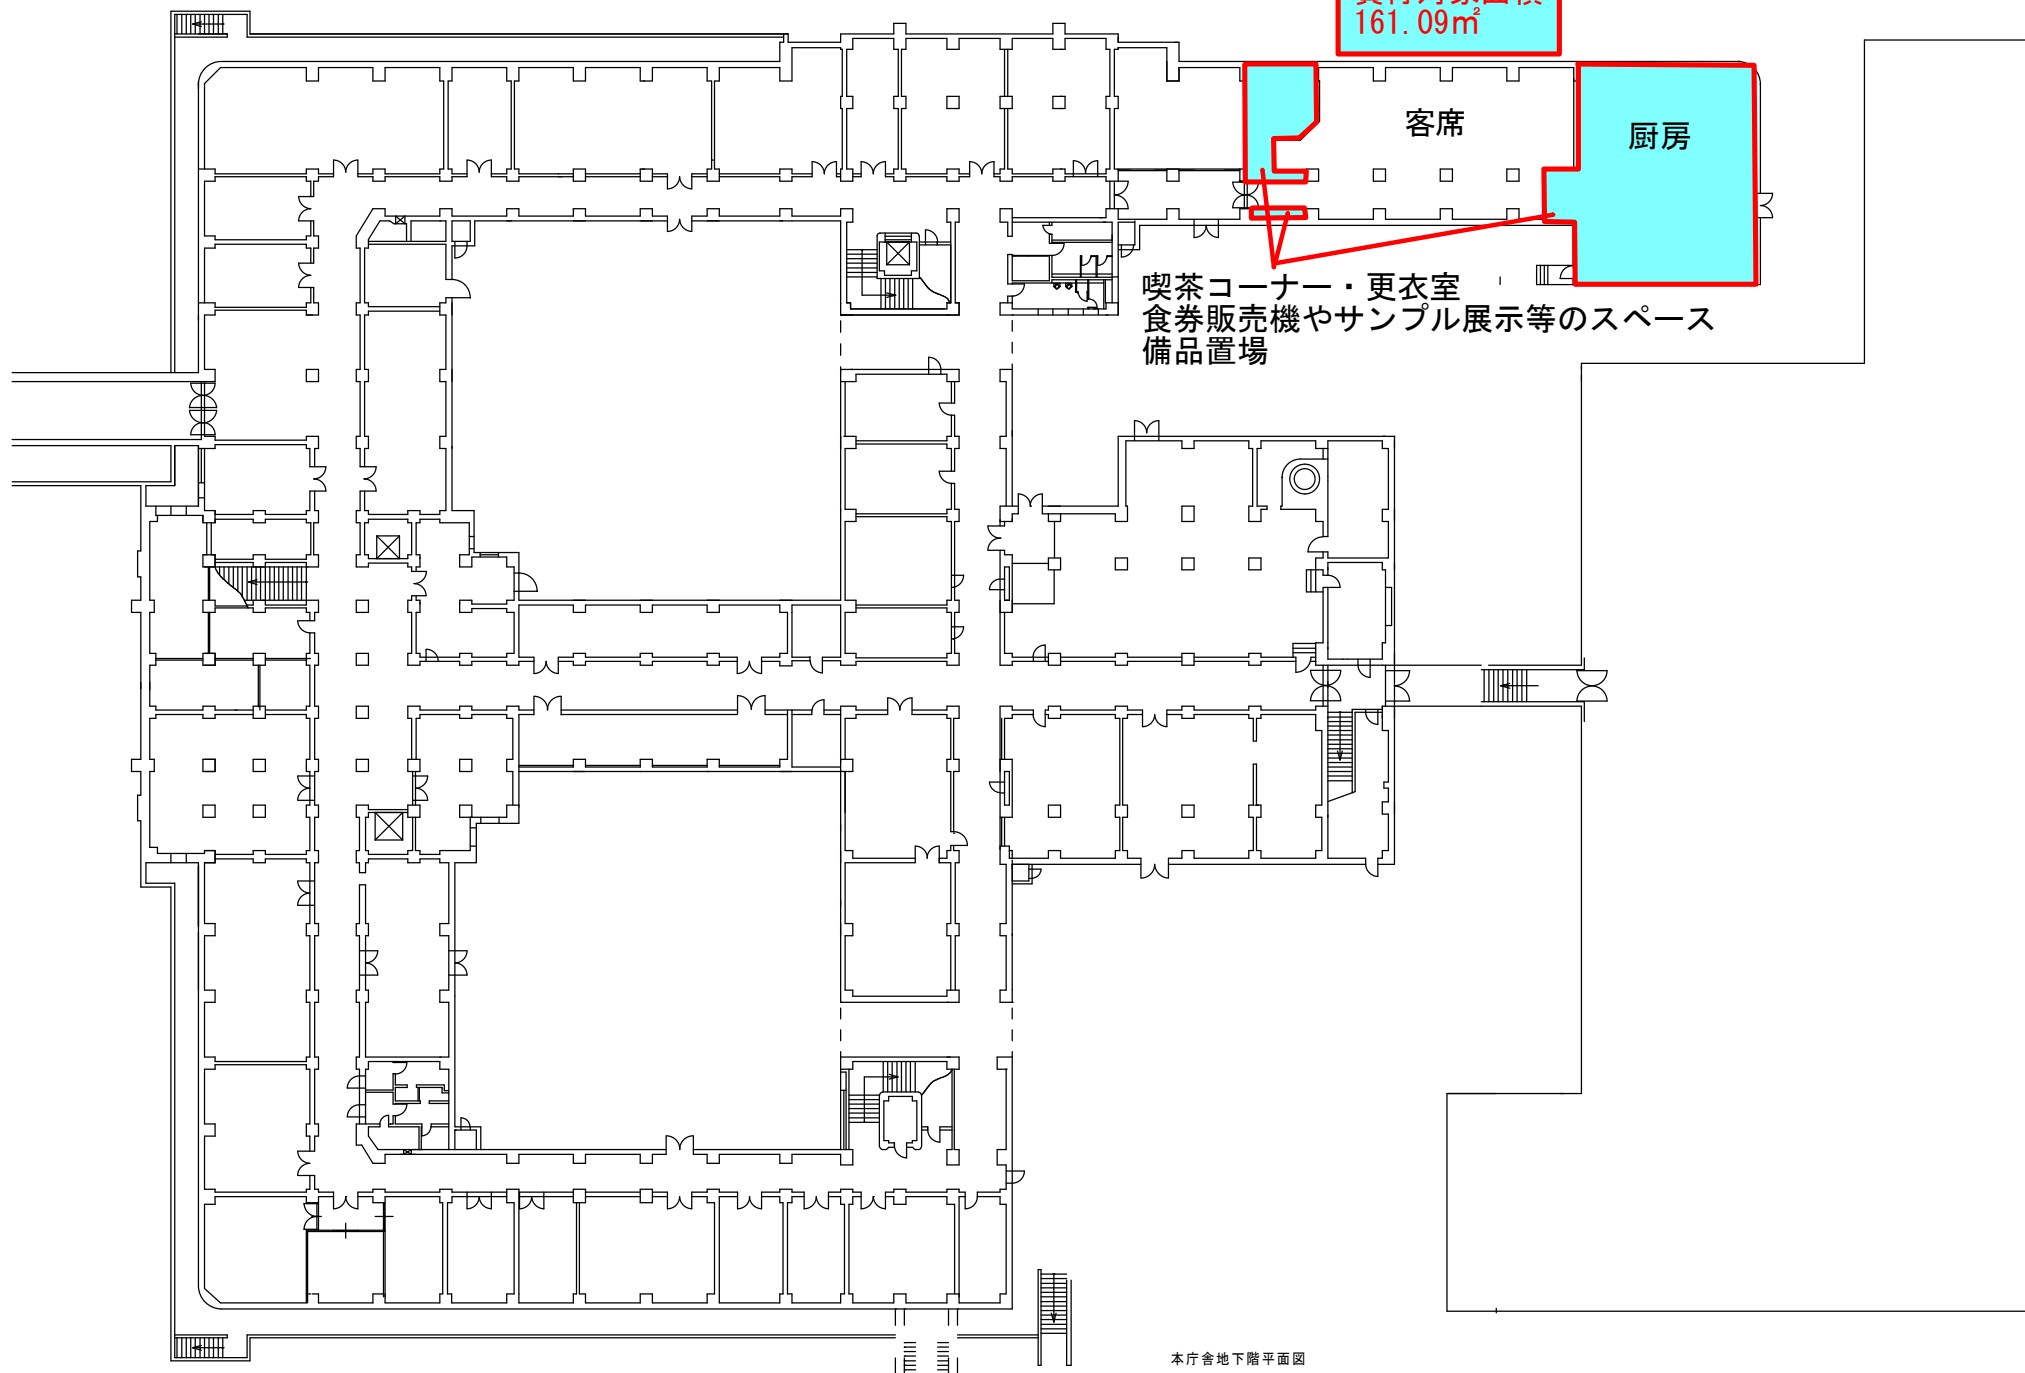 161.09㎡
客席
厨房
喫茶コーナー・更衣室
食券販売機やサンプル展示等のスペース
備品置場
本庁舎地下階平面図